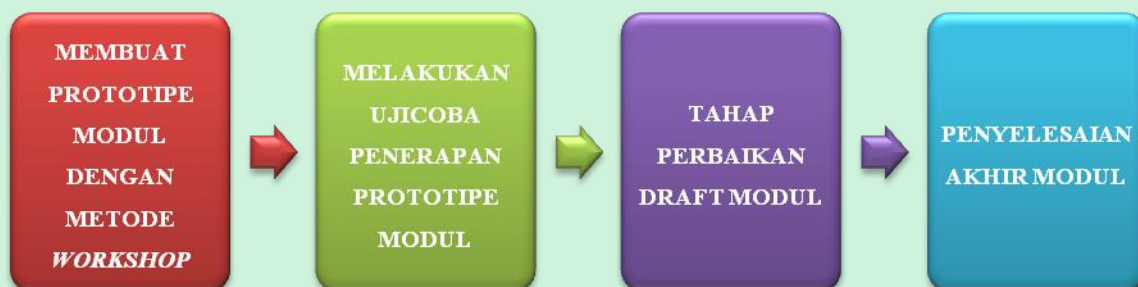 MEMBUAT
PROTOTIPE
MODUL
DENGAN
METODE
WORKSHOP
MELAKUKAN
UJICOBA
PENERAPAN
PROTOTIPE
MODUL
TAHAP
PERBAIKAN
DRAFT MODUL
PENYELESAIAN
AKHIR MODUL